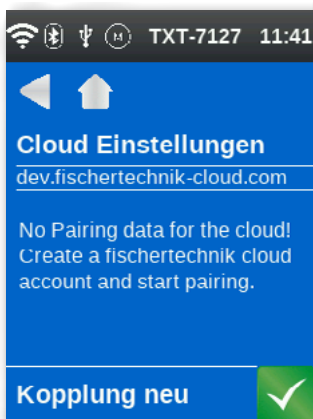 TXT-7127 11:41
Cloud Einstellungen
dev.fischertechnik-cloud.com
No Pairing data for the cloud!
Create a fischertechnik cloud
account and start pairing.
Kopplung neu